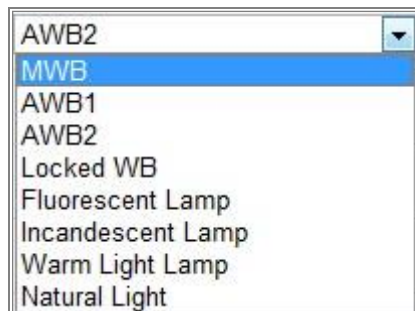 AWB2
MWB
AWB1
AWB2
Locked WB
Fluorescent Lamp
Incandescent Lamp
Warm Light Lamp
Natural Light